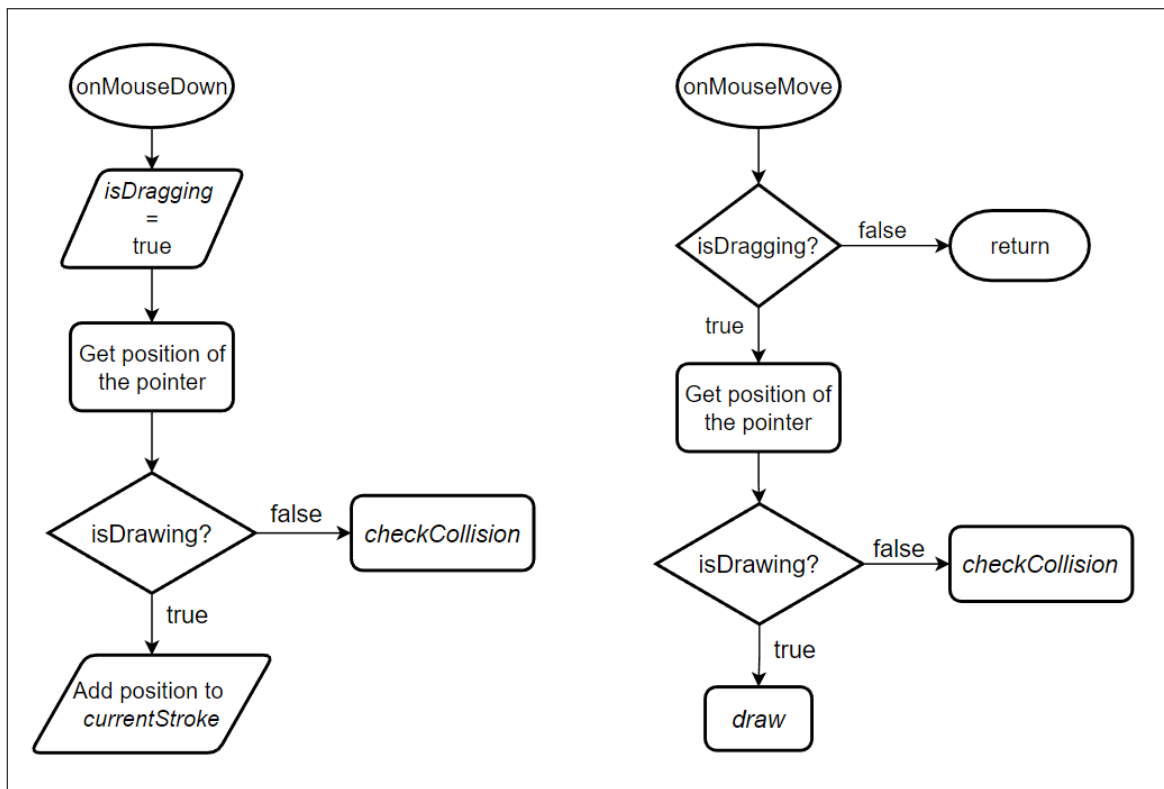 onMouseDown
isDragging
=
true
Get position of
the pointer
isDrawing?
false
checkCollision
true
Add position to
currentStroke
onMouseMove
isDragging?
false
return
true
Get position of
the pointer
isDrawing?
false
checkCollision
true
draw